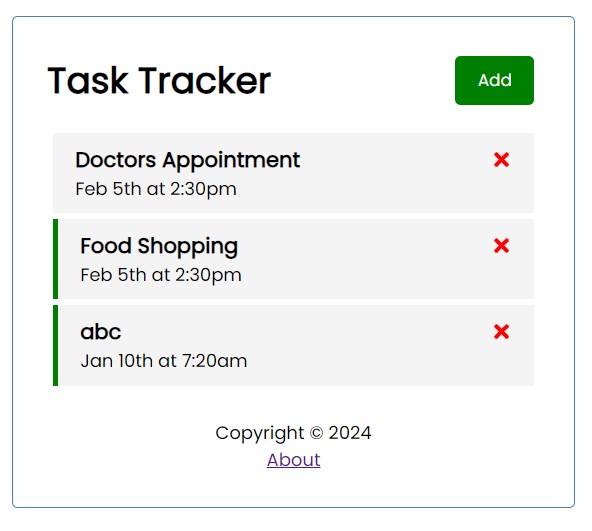 Task Tracker
Add
Doctors Appointment
Feb 5th at 2:30pm
Food Shopping
Feb 5th at 2:30pm
abc
Jan 10th at 7:20am
Copyright © 2024
About